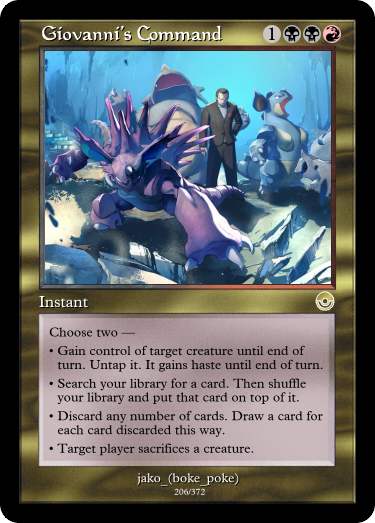 Giovanni's Command 1
Instant
Choose two —
• Gain control of target creature until end of
turn. Untap it. It gains haste until end of turn.
• Search your library for a card. Then shuffle
your library and put that card on top of it.
• Discard any number of cards. Draw a card for
each card discarded this way.
• Target player sacrifices a creature.
jako_(boke_poke)
206/372